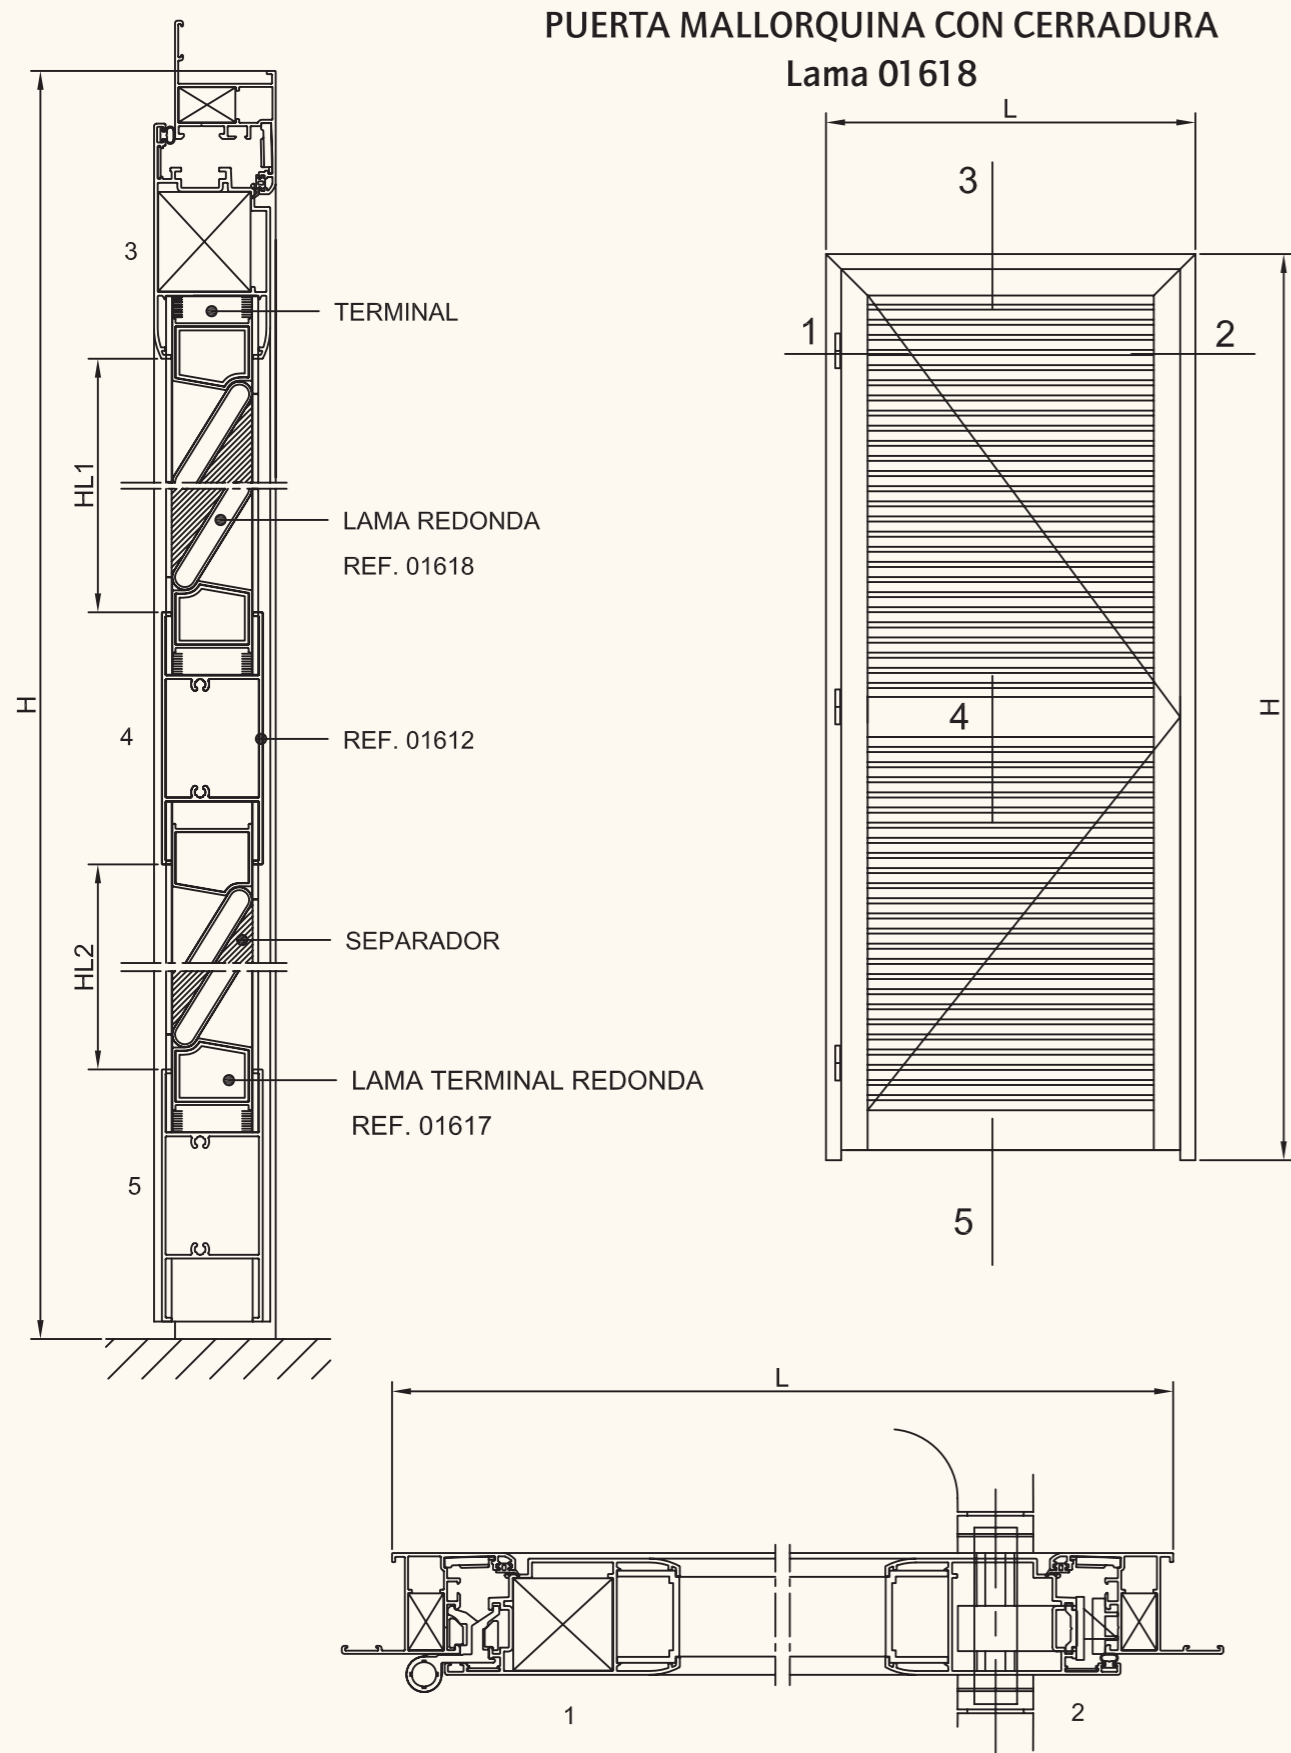 PUERTA MALLORQUINA CON CERRADURA
Lama 01618
L
3
1
2
4
H
5
3
TERMINAL
HL1
LAMA REDONDA
REF. 01618
H
4
REF. 01612
HL2
SEPARADOR
LAMA TERMINAL REDONDA
REF. 01617
5
L
1
2